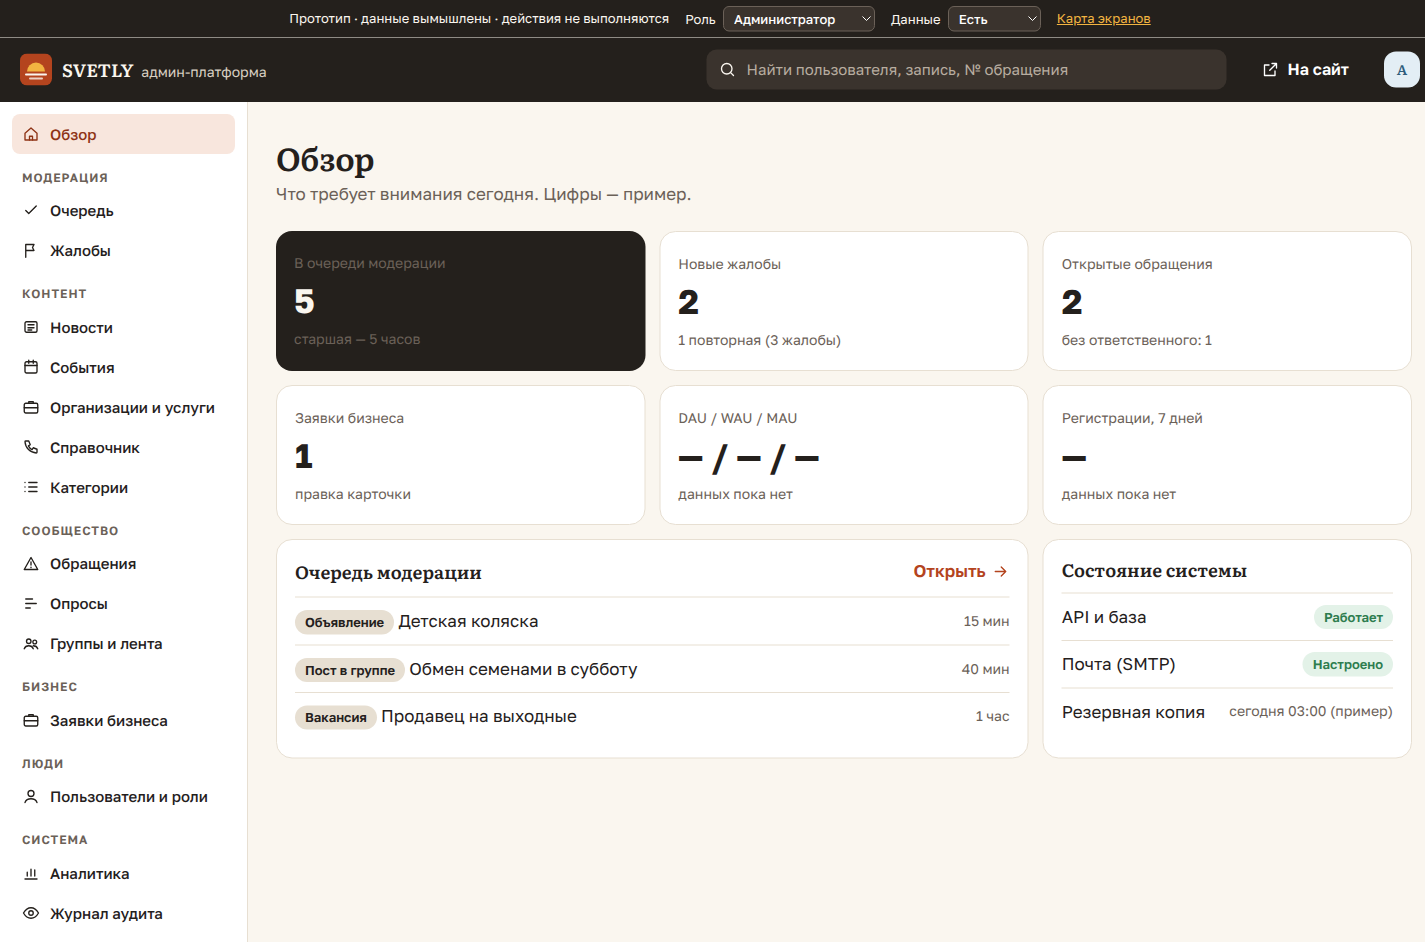 Прототип · данные вымышлены · действия не выполняются Роль Администратор Данные Есть Карта экранов
SVETLY админ-платформа
Найти пользователя, запись, № обращения
На сайт
А
Обзор
МОДЕРАЦИЯ
Очередь
Жалобы
КОНТЕНТ
Новости
События
Организации и услуги
Справочник
Категории
СООБЩЕСТВО
Обращения
Опросы
Группы и лента
БИЗНЕС
Заявки бизнеса
ЛЮДИ
Пользователи и роли
СИСТЕМА
Аналитика
Журнал аудита
Обзор
Что требует внимания сегодня. Цифры — пример.
В очереди модерации
5
старшая — 5 часов
Новые жалобы
2
1 повторная (3 жалобы)
Открытые обращения
2
без ответственного: 1
Заявки бизнеса
1
правка карточки
DAU / WAU / MAU
— / — / —
данных пока нет
Регистрации, 7 дней
—
данных пока нет
Очередь модерации Открыть →
Объявление Детская коляска 15 мин
Пост в группе Обмен семенами в субботу 40 мин
Вакансия Продавец на выходные 1 час
Состояние системы
API и база Работает
Почта (SMTP) Настроено
Резервная копия сегодня 03:00 (пример)